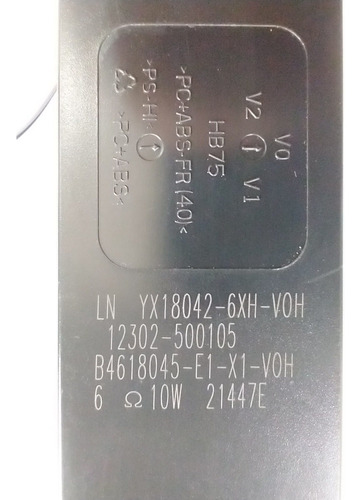 V0
V2 V1
HB75
>PC+ABS-FR(40)<
>PS-HI<
>PC+ABS<
LN YX18042-6XH-V0H
12302-500105
B4618045-E1-X1-V0H
6 Ω 10W 21447E